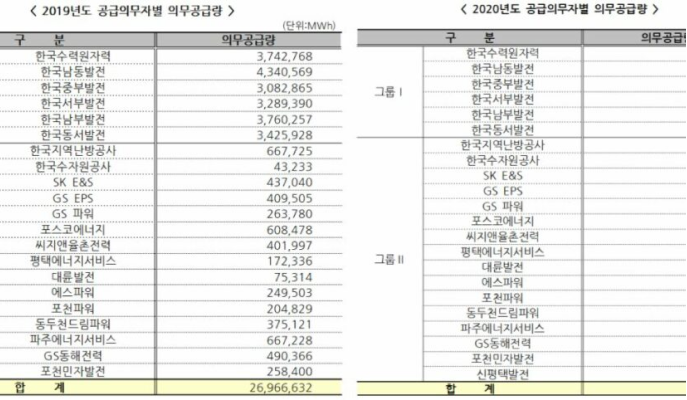 < 2019년도 공급의무자별 의무공급량 >
(단위:MWh)
구 분 의무공급량
한국수력원자력 3,742,768
한국남동발전 4,340,569
한국중부발전 3,082,865
한국서부발전 3,289,390
한국남부발전 3,760,257
한국동서발전 3,425,928
한국지역난방공사 667,725
한국수자원공사 43,233
SK E&S 437,040
GS EPS 409,505
GS 파워 263,780
포스코에너지 608,478
씨지앤율촌전력 401,997
평택에너지서비스 172,336
대륜발전 75,314
에스파워 249,503
포천파워 204,829
동두천드림파워 375,121
파주에너지서비스 667,228
GS동해전력 490,366
포천민자발전 258,400
합 계 26,966,632
< 2020년도 공급의무자별 의무공급량 >
구 분 의무공급량
그룹Ⅰ
한국수력원자력
한국남동발전
한국중부발전
한국서부발전
한국남부발전
한국동서발전
그룹Ⅱ
한국지역난방공사
한국수자원공사
SK E&S
GS EPS
GS 파워
포스코에너지
씨지앤율촌전력
평택에너지서비스
대륜발전
에스파워
포천파워
동두천드림파워
파주에너지서비스
GS동해전력
포천민자발전
신평택발전
합 계